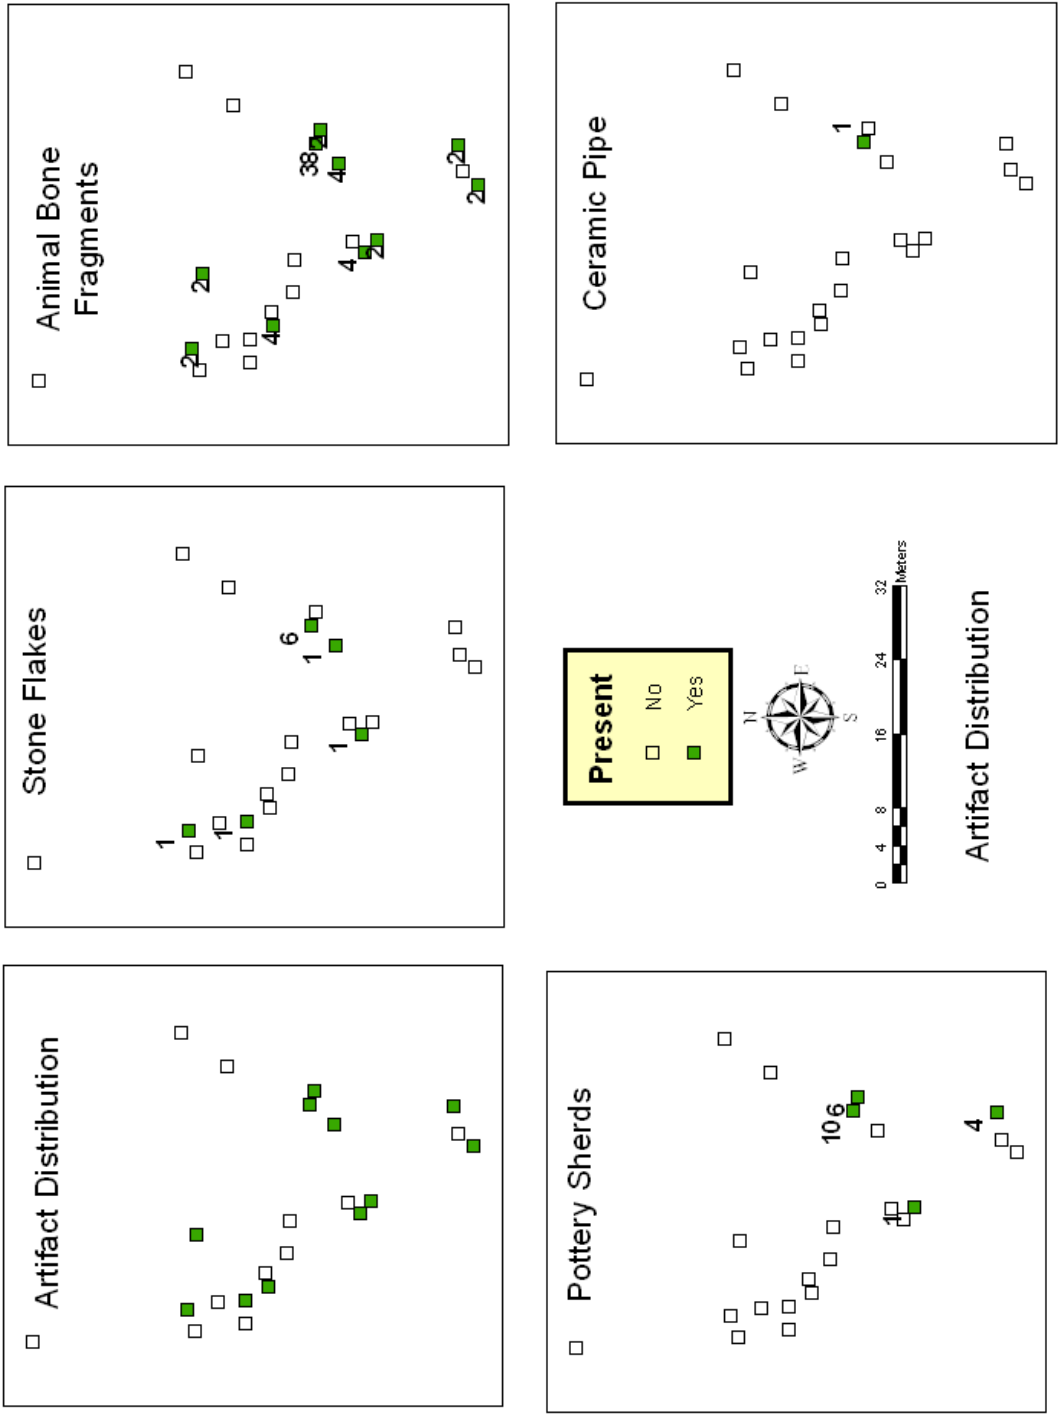 Artifact Distribution
Stone Flakes
1
1
6
1
1
Animal Bone
Fragments
2
2
4
38
2
4
4
2
2
2
Pottery Sherds
10 6
1
4
Present
No
Yes
N
W E
S
0 4 8 16 24 32
Meters
Artifact Distribution
Ceramic Pipe
1